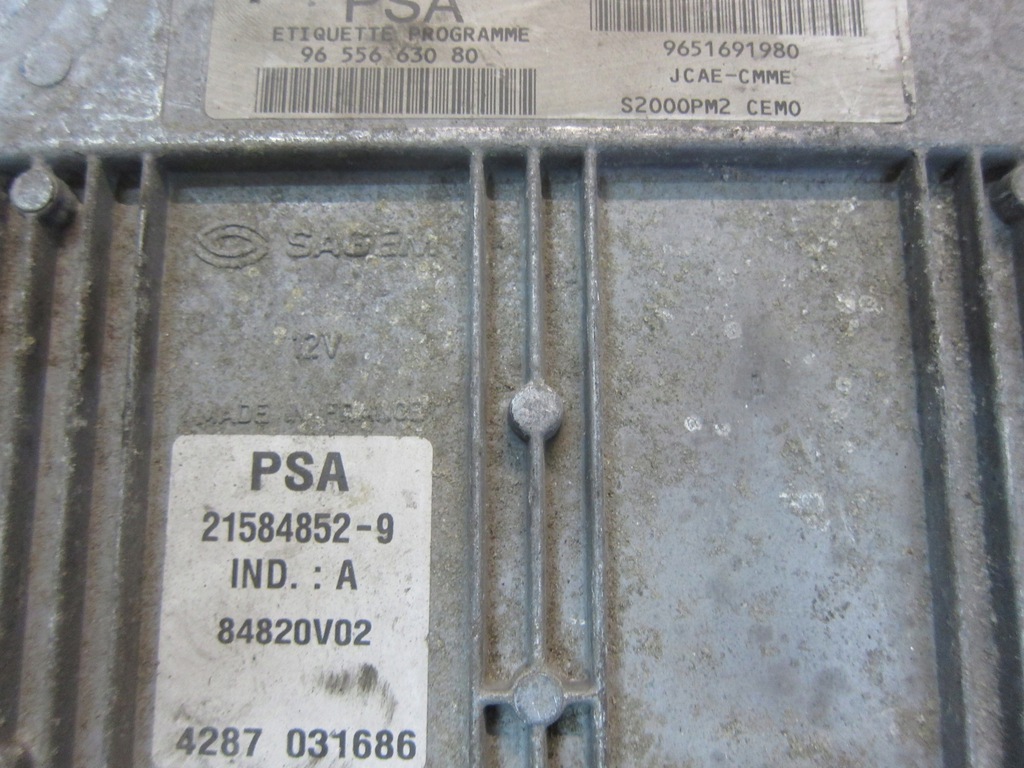 PSA
ETIQUETTE PROGRAMME
96 556 630 80
9651691980
JCAE-CMME
S2000PM2 CEMO
SAGEM
12V
MADE IN FRANCE
PSA
21584852-9
IND. : A
84820V02
4287 031686